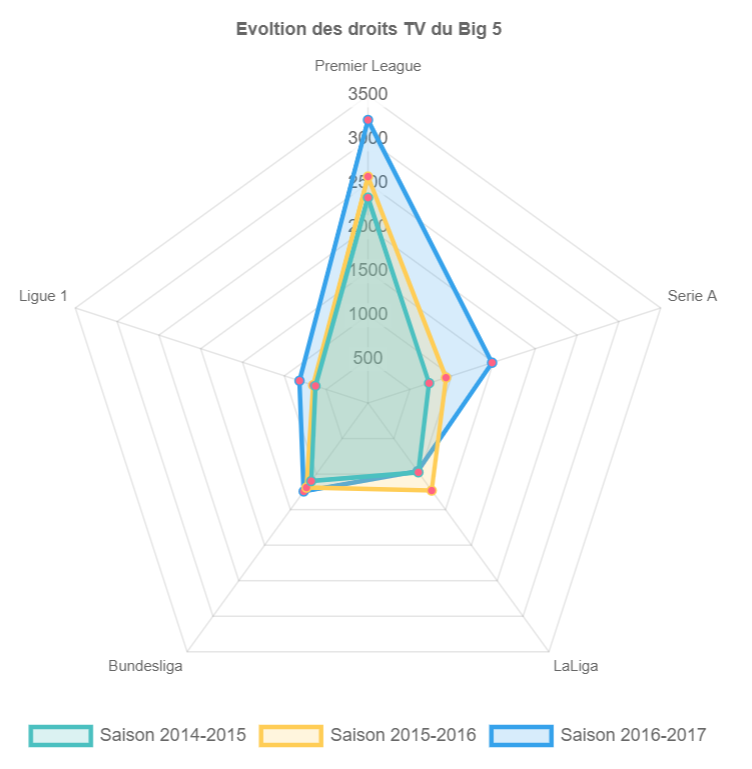 Evoltion des droits TV du Big 5
Premier League
3500
3000
2500
2000
1500
1000
500
Ligue 1
Serie A
Bundesliga
LaLiga
Saison 2014-2015
Saison 2015-2016
Saison 2016-2017